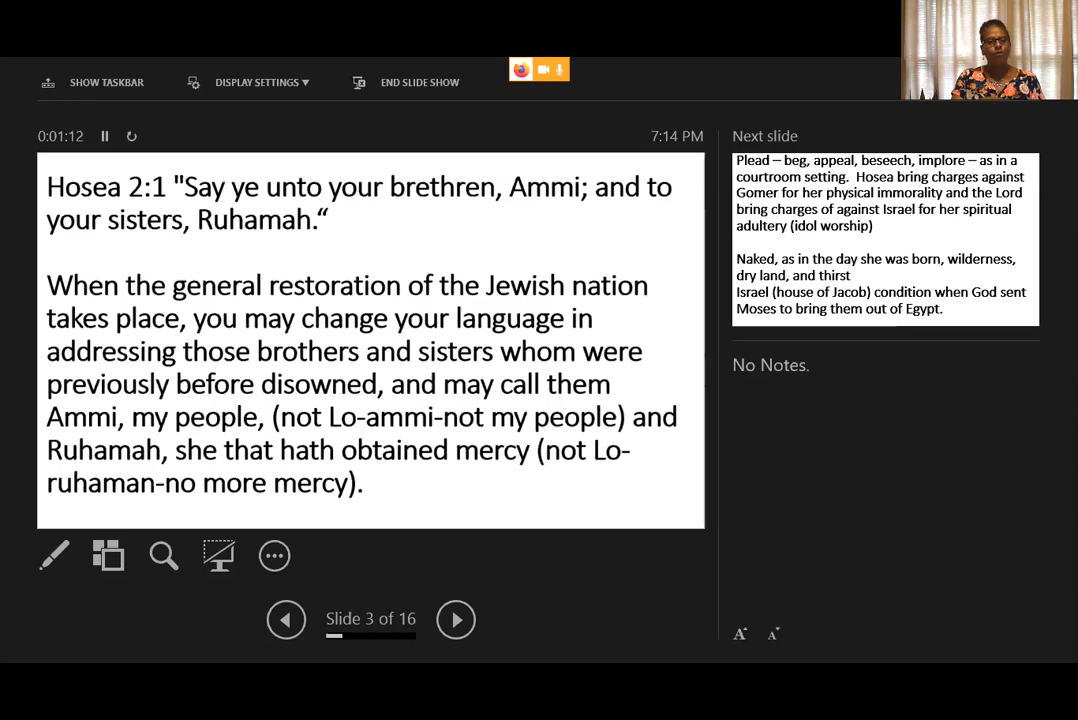 SHOW TASKBAR
DISPLAY SETTINGS ▾
END SLIDE SHOW
0:01:12
7:14 PM
Hosea 2:1 "Say ye unto your brethren, Ammi; and to
your sisters, Ruhamah.“
When the general restoration of the Jewish nation
takes place, you may change your language in
addressing those brothers and sisters whom were
previously before disowned, and may call them
Ammi, my people, (not Lo-ammi-not my people) and
Ruhamah, she that hath obtained mercy (not Lo-
ruhaman-no more mercy).
Slide 3 of 16
Next slide
Plead – beg, appeal, beseech, implore – as in a
courtroom setting. Hosea bring charges against
Gomer for her physical immorality and the Lord
bring charges of against Israel for her spiritual
adultery (idol worship)
Naked, as in the day she was born, wilderness,
dry land, and thirst
Israel (house of Jacob) condition when God sent
Moses to bring them out of Egypt.
No Notes.
A A